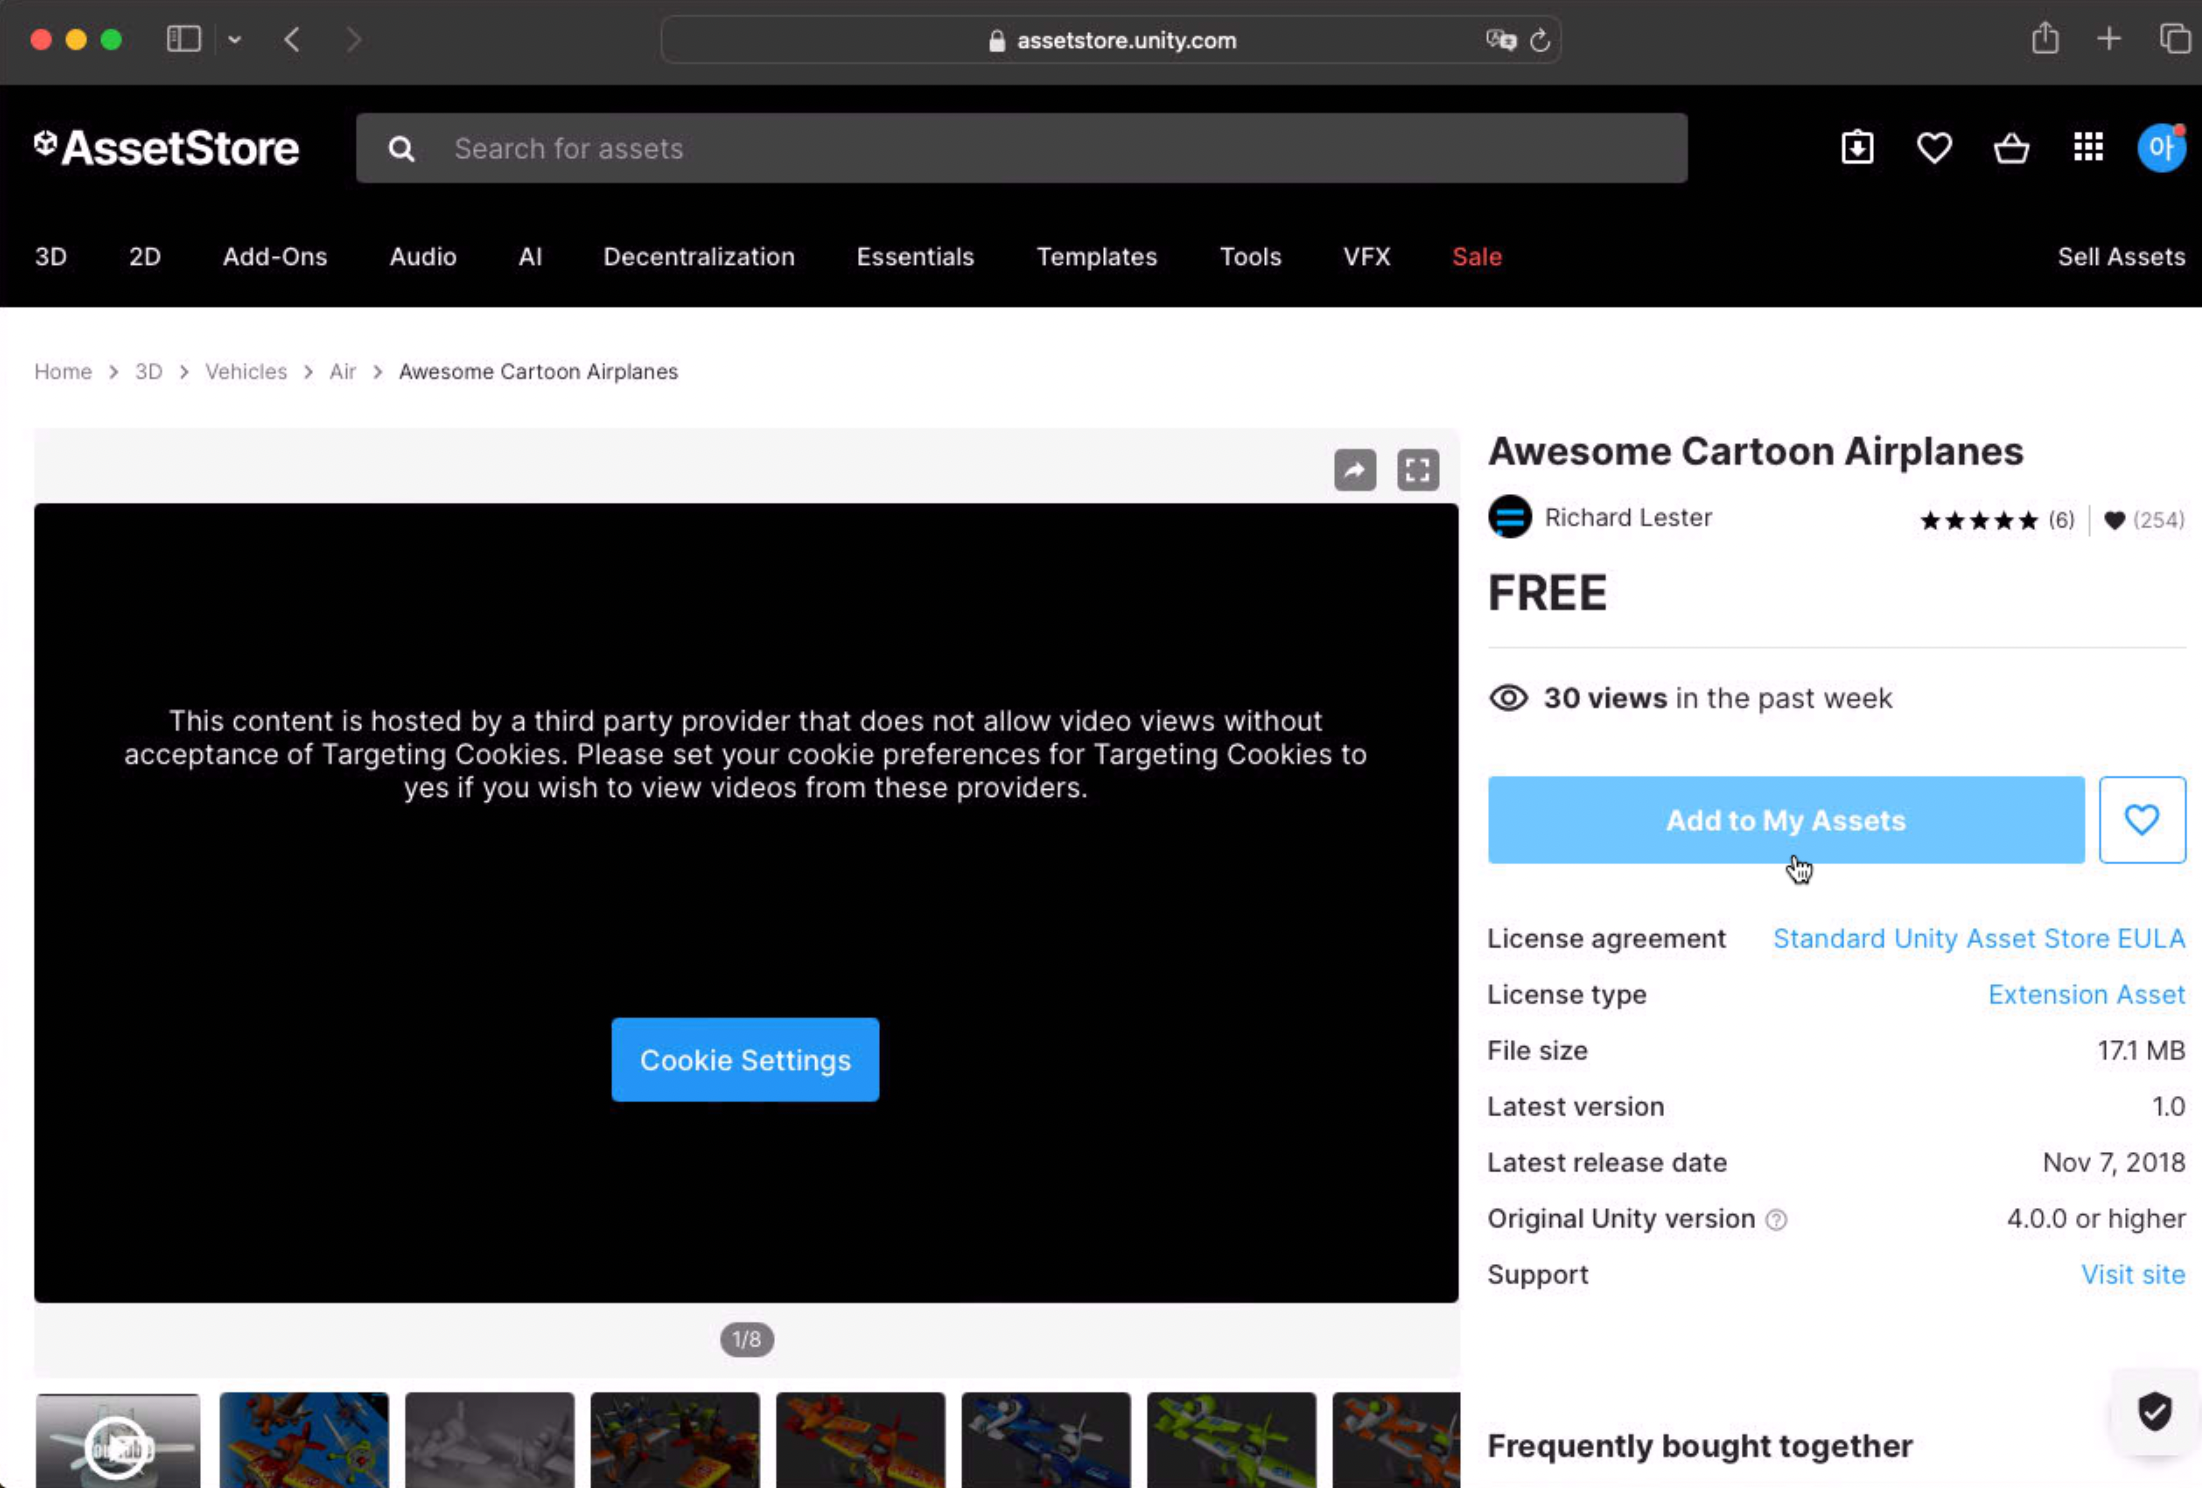 assetstore.unity.com
AssetStore
Search for assets
아
3D 2D Add-Ons Audio AI Decentralization Essentials Templates Tools VFX Sale Sell Assets
Home > 3D > Vehicles > Air > Awesome Cartoon Airplanes
This content is hosted by a third party provider that does not allow video views without
acceptance of Targeting Cookies. Please set your cookie preferences for Targeting Cookies to
yes if you wish to view videos from these providers.
Cookie Settings
1/8
Awesome Cartoon Airplanes
Richard Lester
(6) (254)
FREE
30 views in the past week
Add to My Assets
License agreement Standard Unity Asset Store EULA
License type Extension Asset
File size 17.1 MB
Latest version 1.0
Latest release date Nov 7, 2018
Original Unity version 4.0.0 or higher
Support Visit site
Frequently bought together